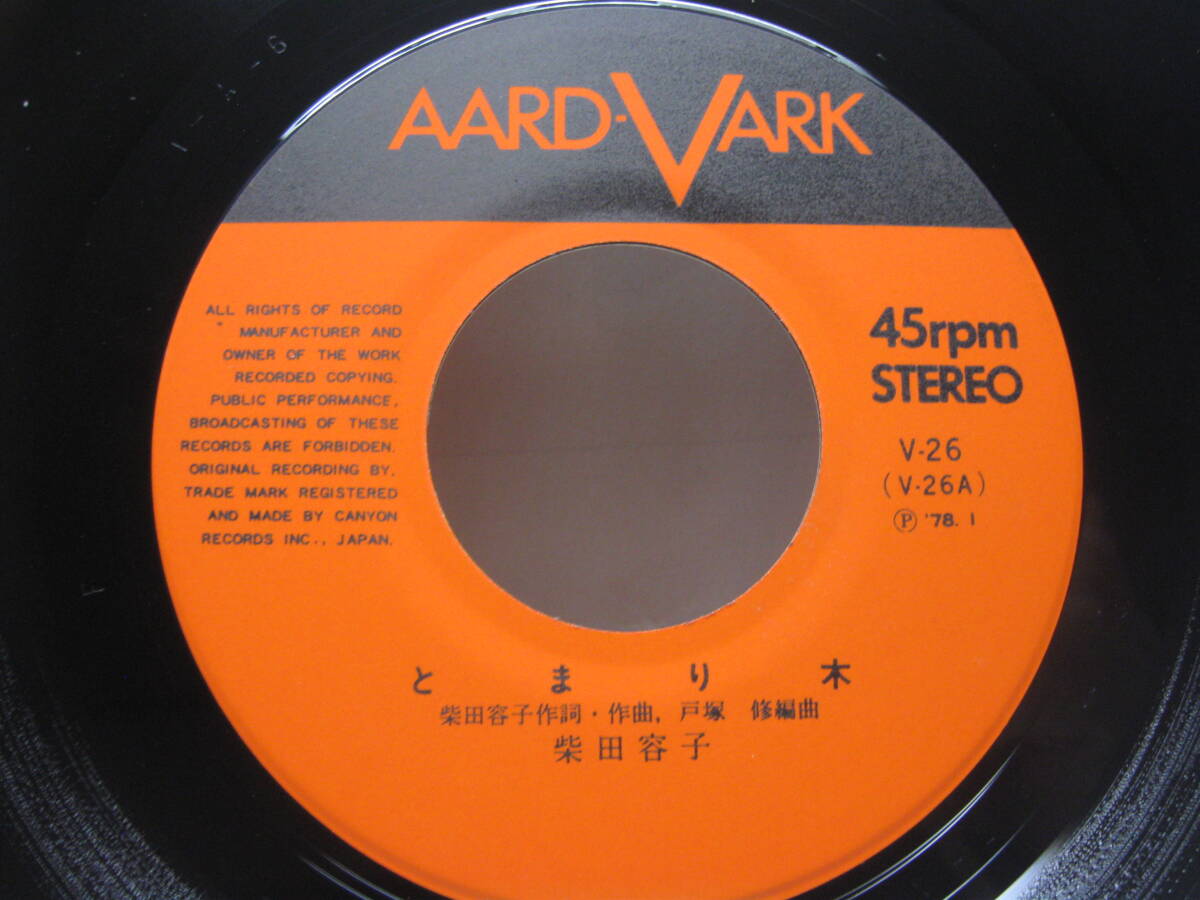 AARD-VARK
ALL RIGHTS OF RECORD
MANUFACTURER AND
OWNER OF THE WORK
RECORDED COPYING.
PUBLIC PERFORMANCE,
BROADCASTING OF THESE
RECORDS ARE FORBIDDEN.
ORIGINAL RECORDING BY.
TRADE MARK REGISTERED
AND MADE BY CANYON
RECORDS INC., JAPAN.
45rpm
STEREO
V·26
(V·26A)
Ⓟ '78. 1
とまり木
柴田容子作詞・作曲, 戸塚 修編曲
柴田容子